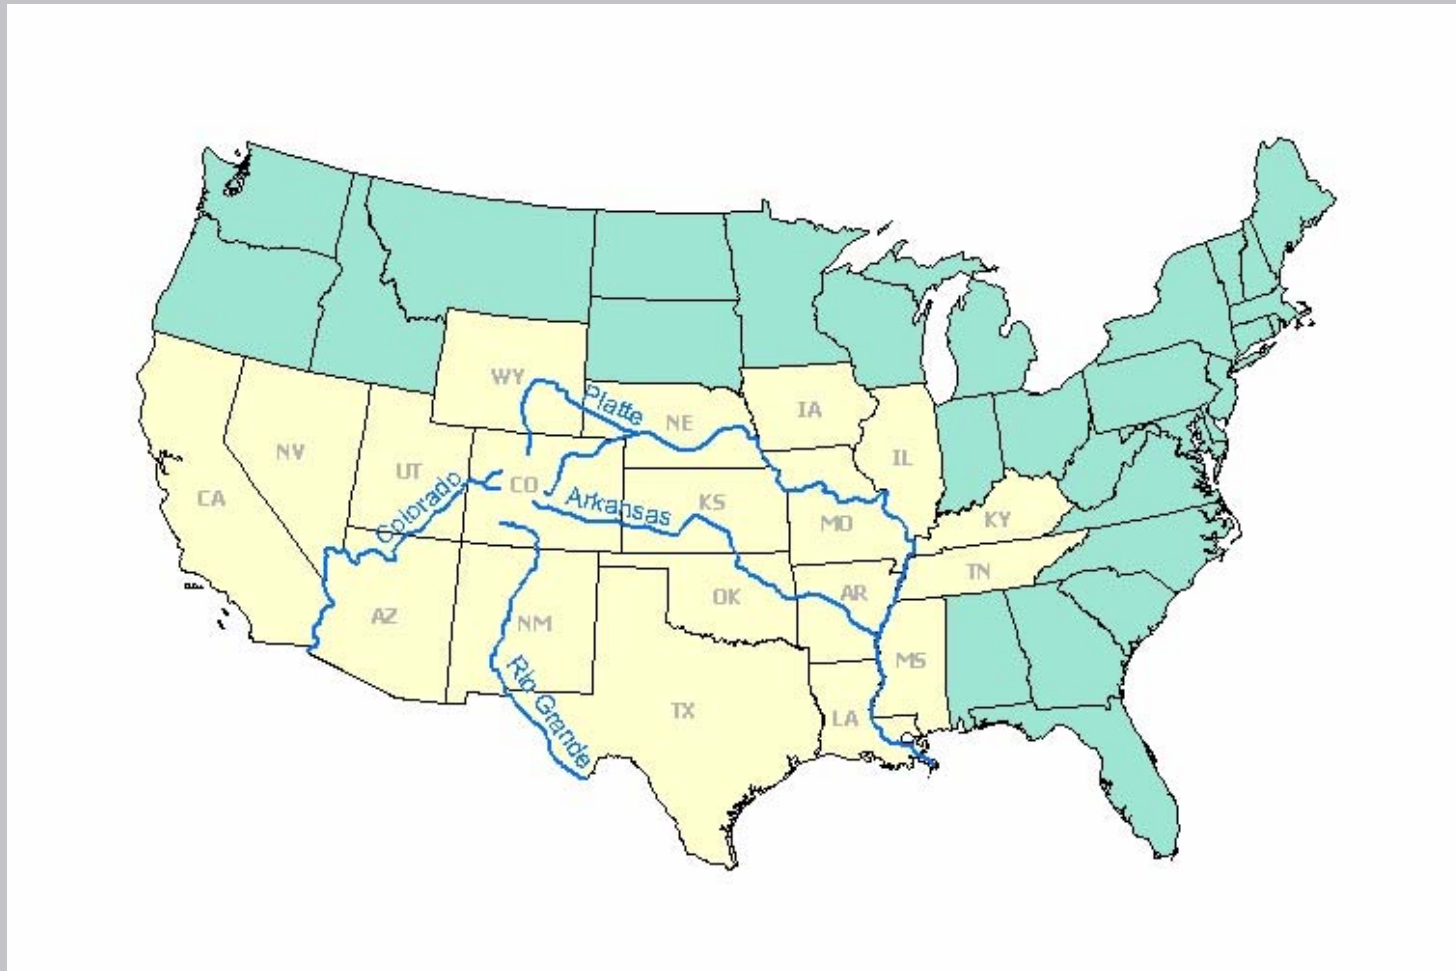 WY
Platte
NE
IA
NV
UT
CO
IL
CA
Colorado
Arkansas
KS
MO
KY
AZ
NM
OK
AR
TN
Rio Grande
TX
LA
MS